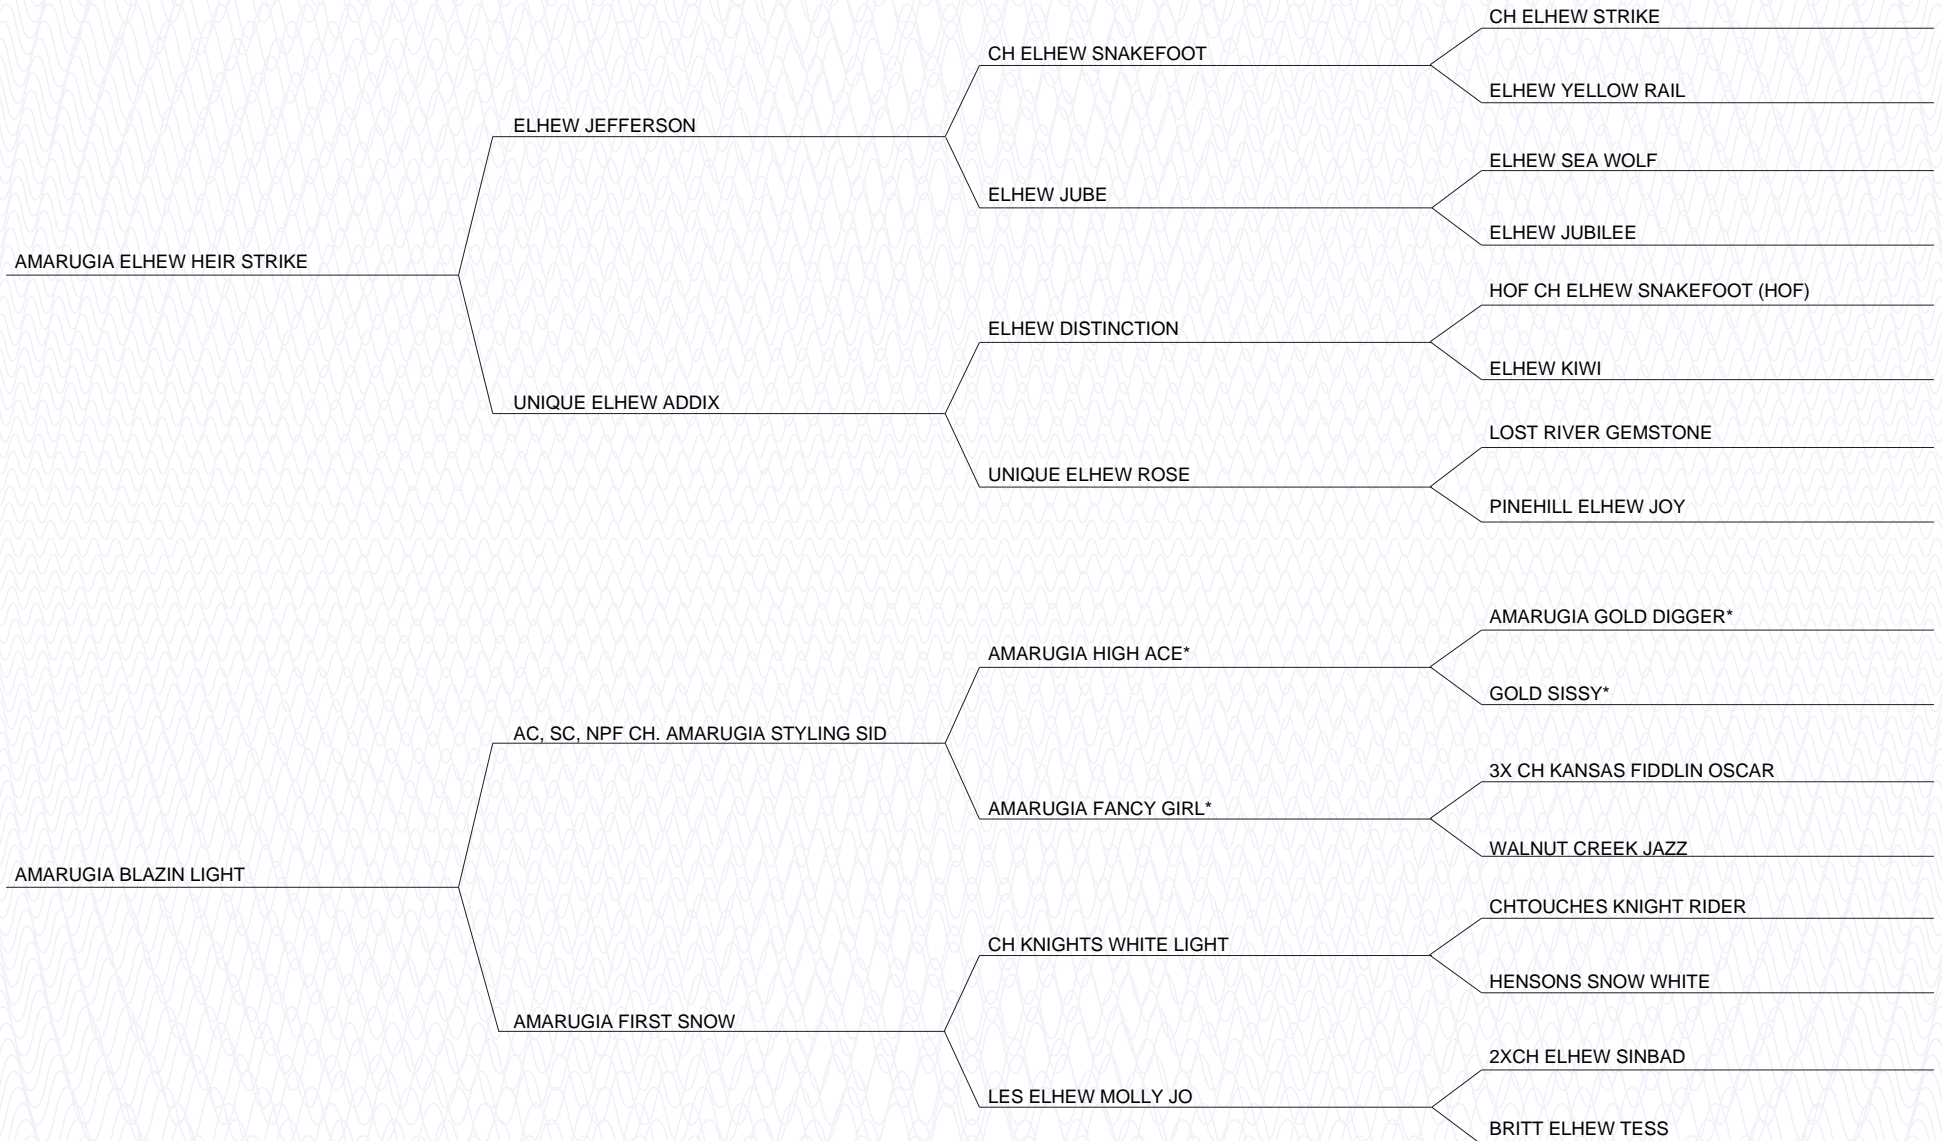 CH ELHEW STRIKE
CH ELHEW SNAKEFOOT
ELHEW YELLOW RAIL
ELHEW JEFFERSON
ELHEW SEA WOLF
ELHEW JUBE
ELHEW JUBILEE
AMARUGIA ELHEW HEIR STRIKE
HOF CH ELHEW SNAKEFOOT (HOF)
ELHEW DISTINCTION
ELHEW KIWI
UNIQUE ELHEW ADDIX
LOST RIVER GEMSTONE
UNIQUE ELHEW ROSE
PINEHILL ELHEW JOY
AMARUGIA GOLD DIGGER*
AMARUGIA HIGH ACE*
GOLD SISSY*
AC, SC, NPF CH. AMARUGIA STYLING SID
3X CH KANSAS FIDDLIN OSCAR
AMARUGIA FANCY GIRL*
WALNUT CREEK JAZZ
AMARUGIA BLAZIN LIGHT
CHTOUCHES KNIGHT RIDER
CH KNIGHTS WHITE LIGHT
HENSONS SNOW WHITE
AMARUGIA FIRST SNOW
2XCH ELHEW SINBAD
LES ELHEW MOLLY JO
BRITT ELHEW TESS